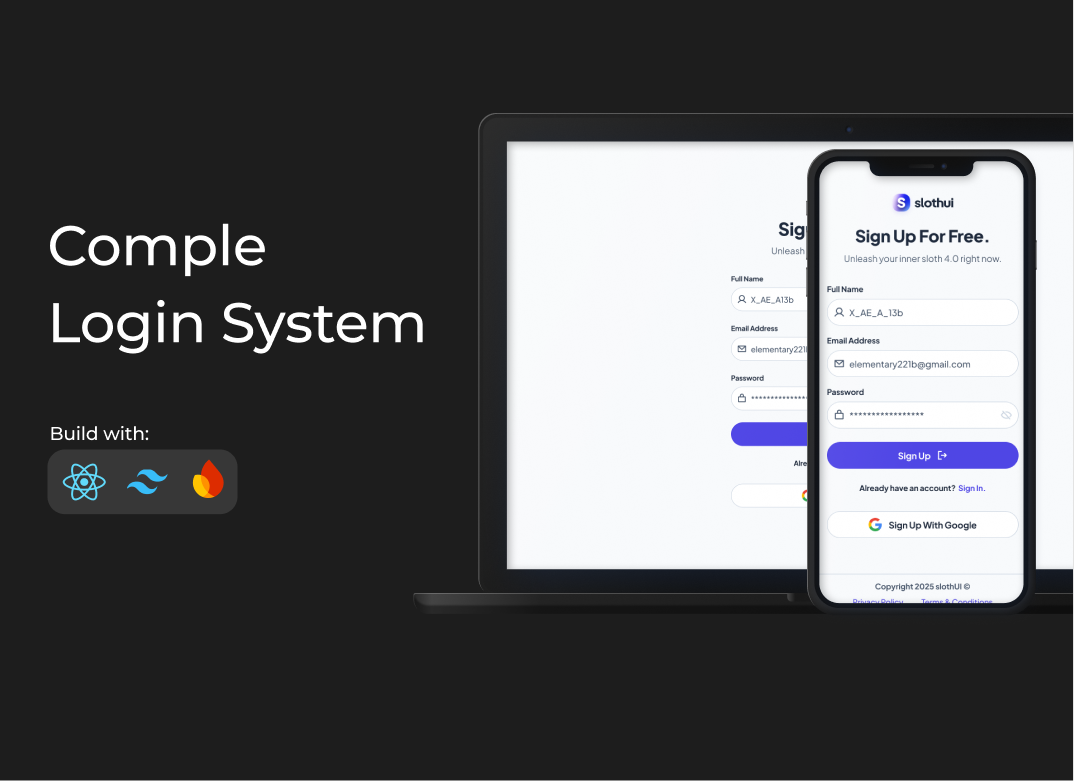 Comple
Login System
Build with:
Sig
Unleash
Full Name
X_AE_A13b
Email Address
elementary221b
Password
****************
Alre
S slothui
Sign Up For Free.
Unleash your inner sloth 4.0 right now.
Full Name
X_AE_A_13b
Email Address
elementary221b@gmail.com
Password
*****************
Sign Up
Already have an account? Sign In.
G Sign Up With Google
Copyright 2025 slothUI ©
Privacy Policy Terms & Conditions